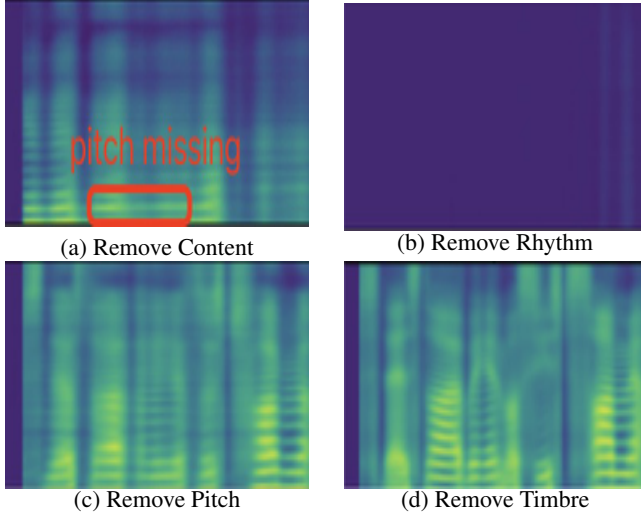 pitch missing
(a) Remove Content
(b) Remove Rhythm
(c) Remove Pitch
(d) Remove Timbre